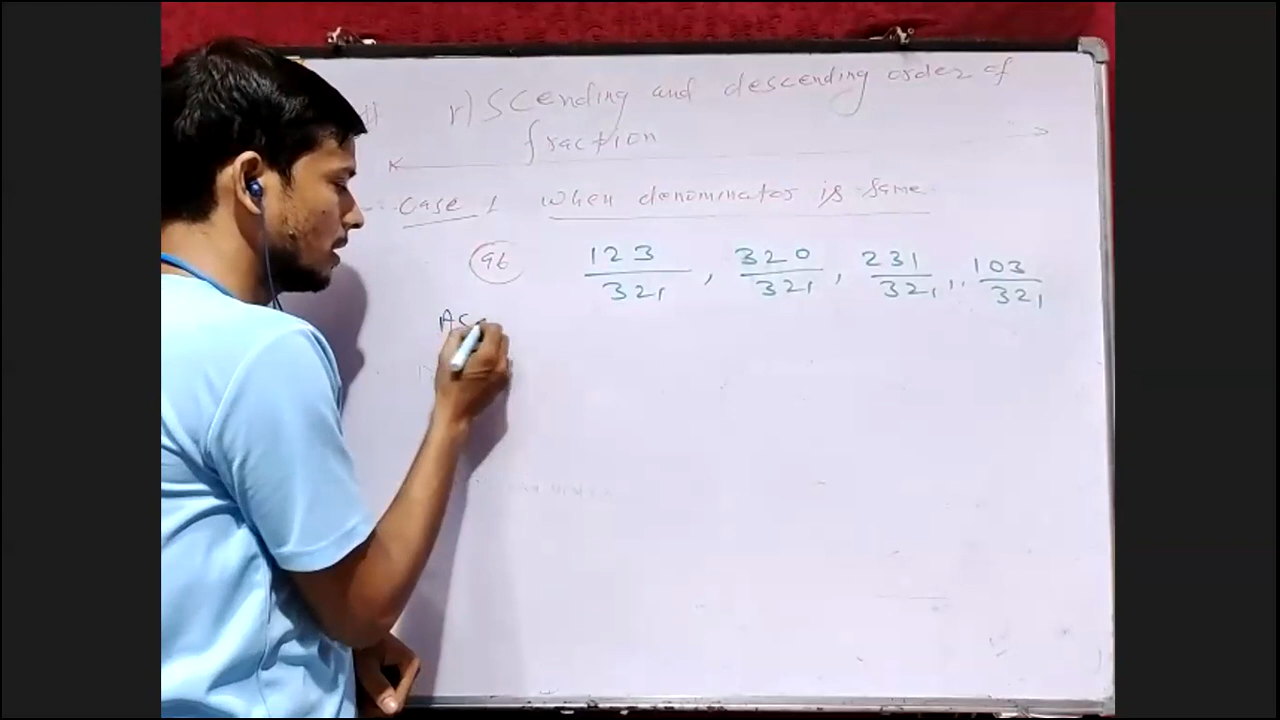 # AScending and descending order of
fraction
Case 1 When denominator is same
96 123/321, 320/321, 231/321, 103/321
AS